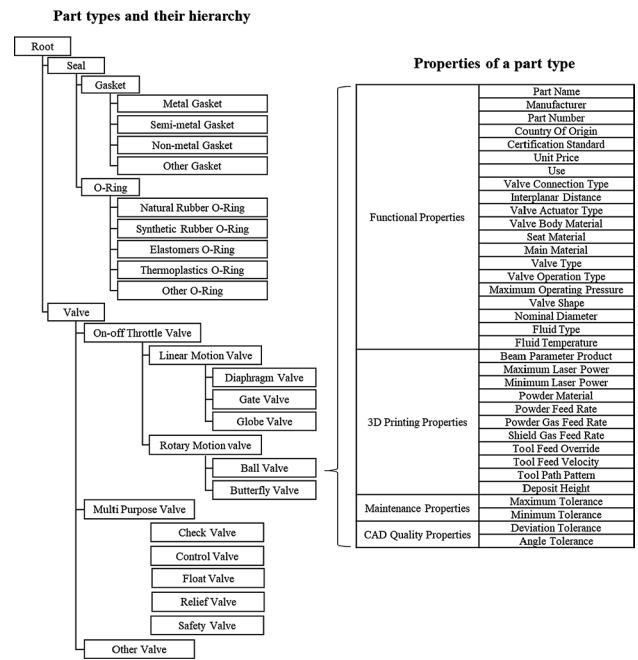 Part types and their hierarchy
Root
Seal
Gasket
Metal Gasket
Semi-metal Gasket
Non-metal Gasket
Other Gasket
O-Ring
Natural Rubber O-Ring
Synthetic Rubber O-Ring
Elastomers O-Ring
Thermoplastics O-Ring
Other O-Ring
Valve
On-off Throttle Valve
Linear Motion Valve
Diaphragm Valve
Gate Valve
Globe Valve
Rotary Motion valve
Ball Valve
Butterfly Valve
Multi Purpose Valve
Check Valve
Control Valve
Float Valve
Relief Valve
Safety Valve
Other Valve
Properties of a part type
Functional Properties
Part Name
Manufacturer
Part Number
Country Of Origin
Certification Standard
Unit Price
Use
Valve Connection Type
Interplanar Distance
Valve Actuator Type
Valve Body Material
Seat Material
Main Material
Valve Type
Valve Operation Type
Maximum Operating Pressure
Valve Shape
Nominal Diameter
Fluid Type
Fluid Temperature
3D Printing Properties
Beam Parameter Product
Maximum Laser Power
Minimum Laser Power
Powder Material
Powder Feed Rate
Powder Gas Feed Rate
Shield Gas Feed Rate
Tool Feed Override
Tool Feed Velocity
Tool Path Pattern
Deposit Height
Maintenance Properties
Maximum Tolerance
Minimum Tolerance
CAD Quality Properties
Deviation Tolerance
Angle Tolerance